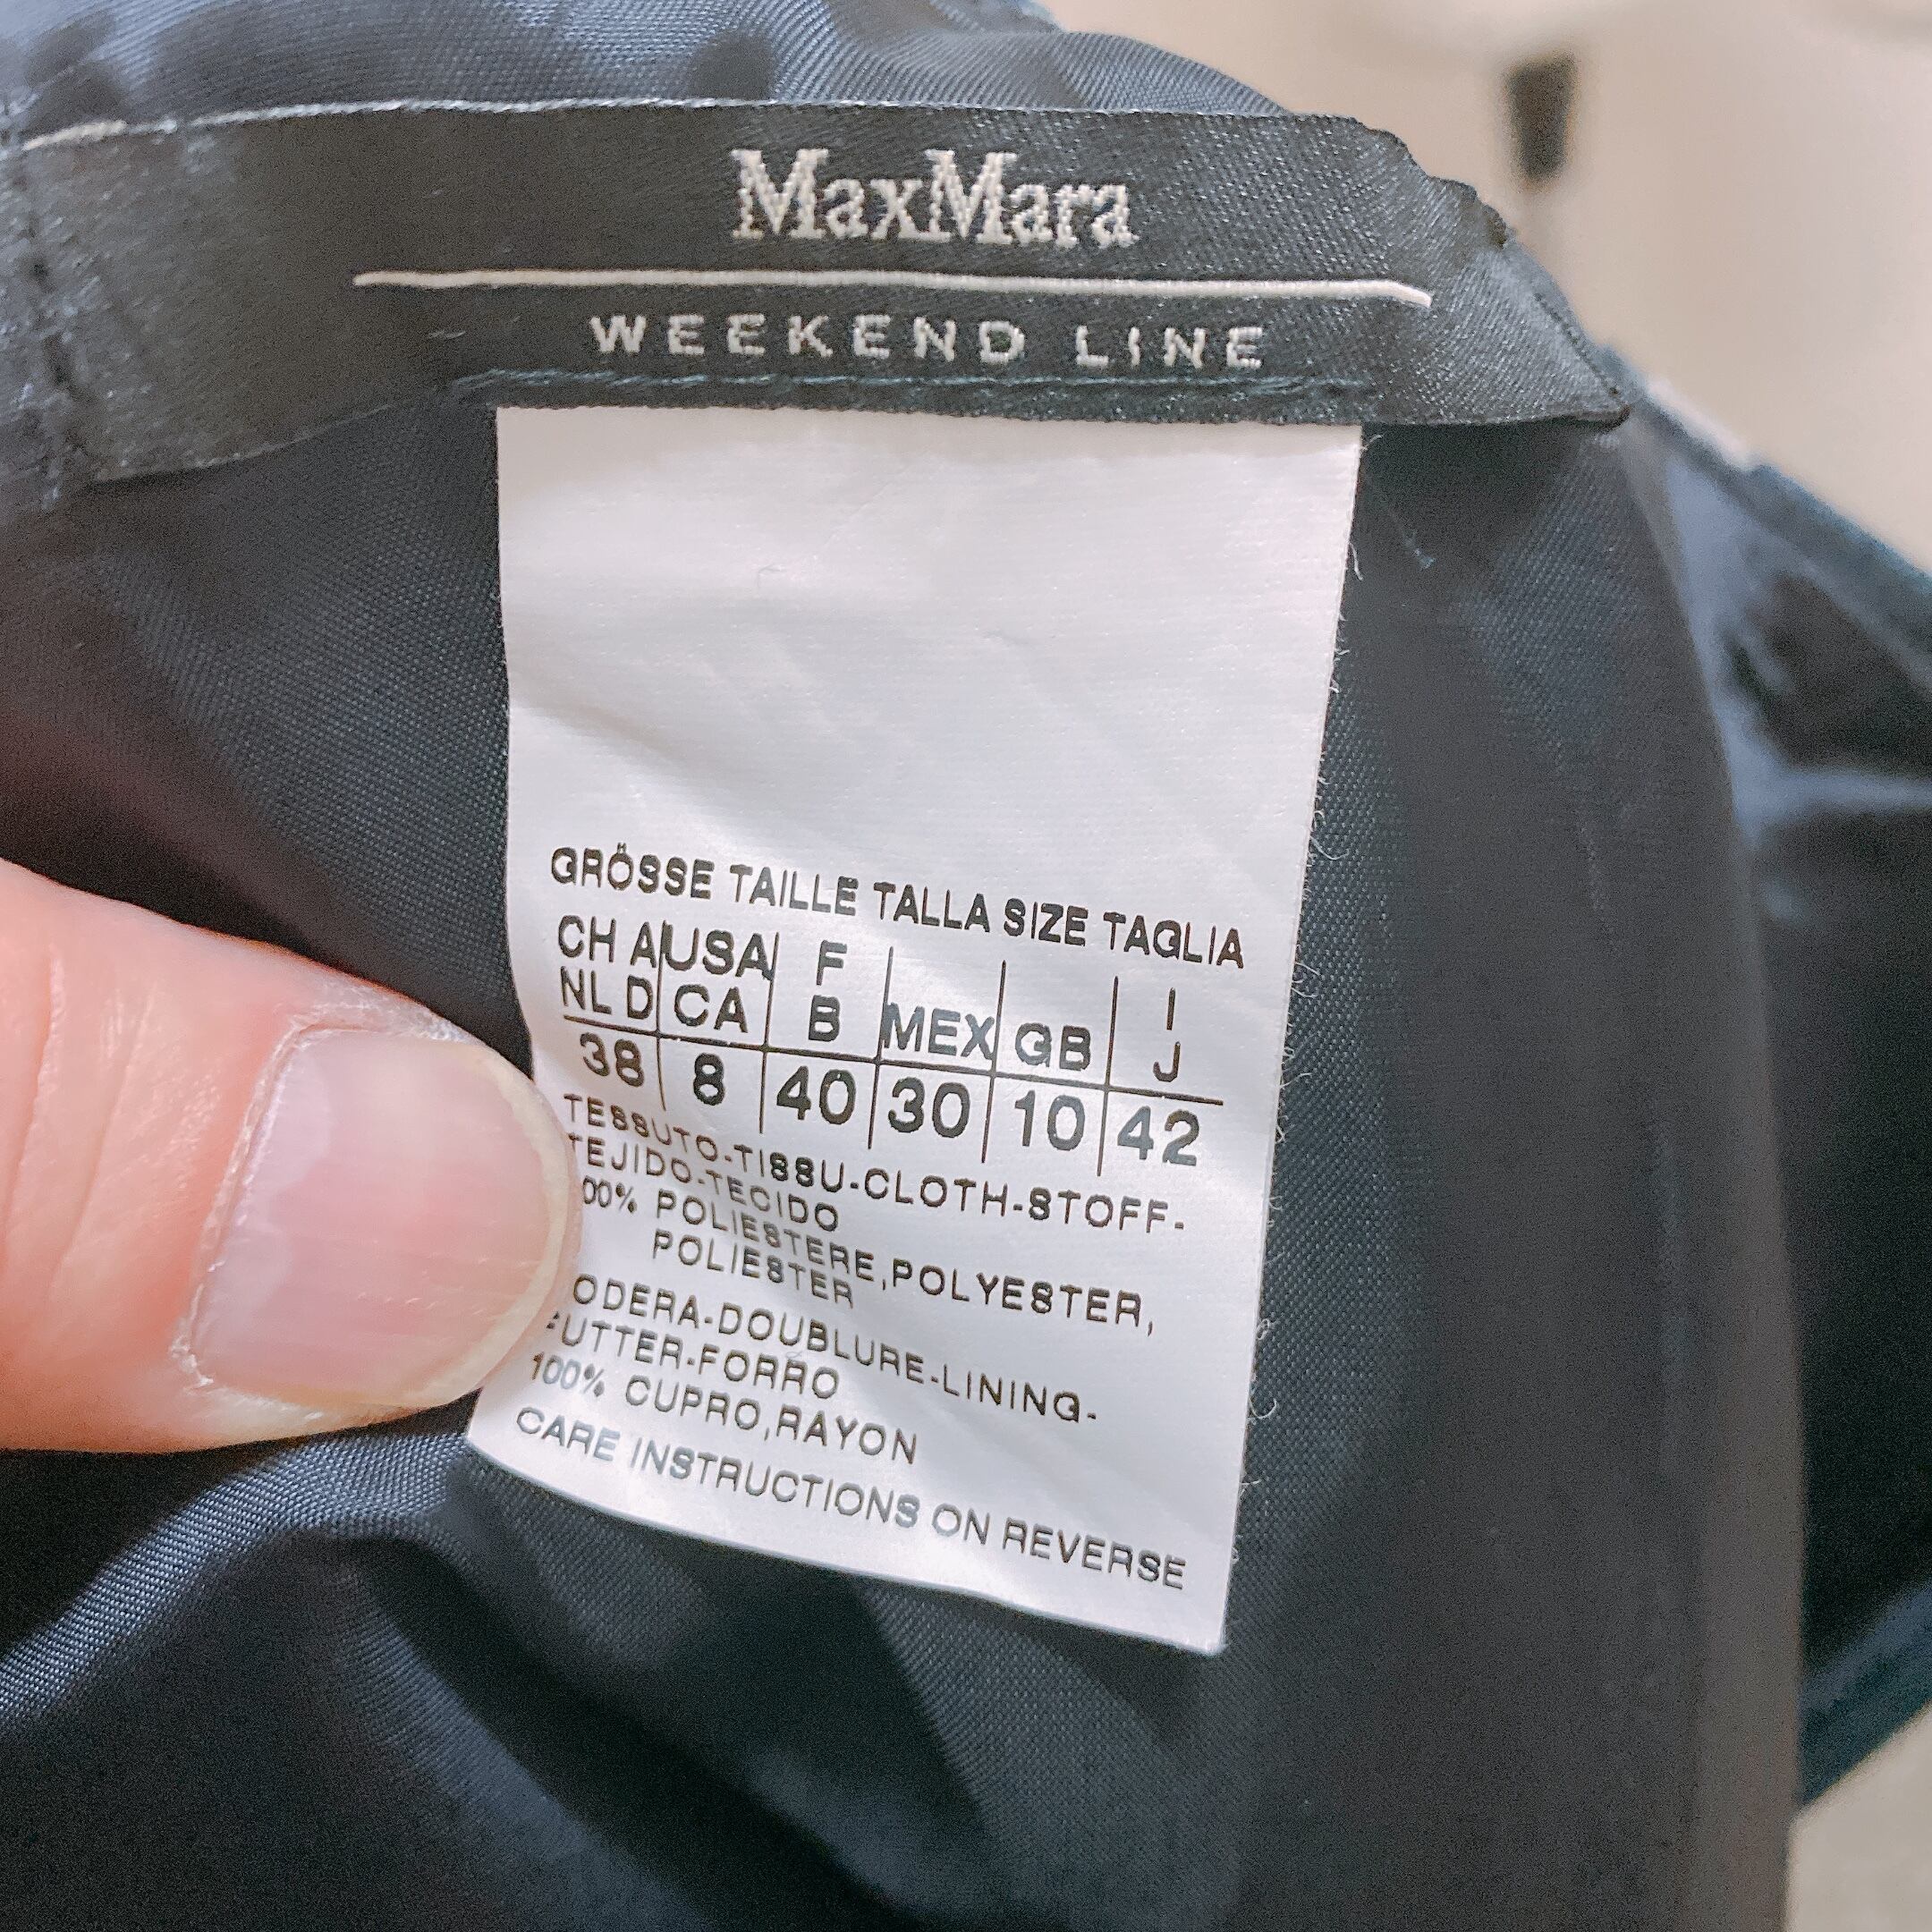 MaxMara
WEEKEND LINE
GRÖSSE TAILLE TALLA SIZE TAGLIA
CH A USA F I
NL D CA B MEX GB J
38 8 40 30 10 42
TESSUTO-TISSU-CLOTH-STOFF-
TEJIDO-TECIDO
00% POLIESTERE,POLYESTER,
POLIESTER
ODERA-DOUBLURE-LINING-
FUTTER-FORRO
100% CUPRO,RAYON
CARE INSTRUCTIONS ON REVERSE